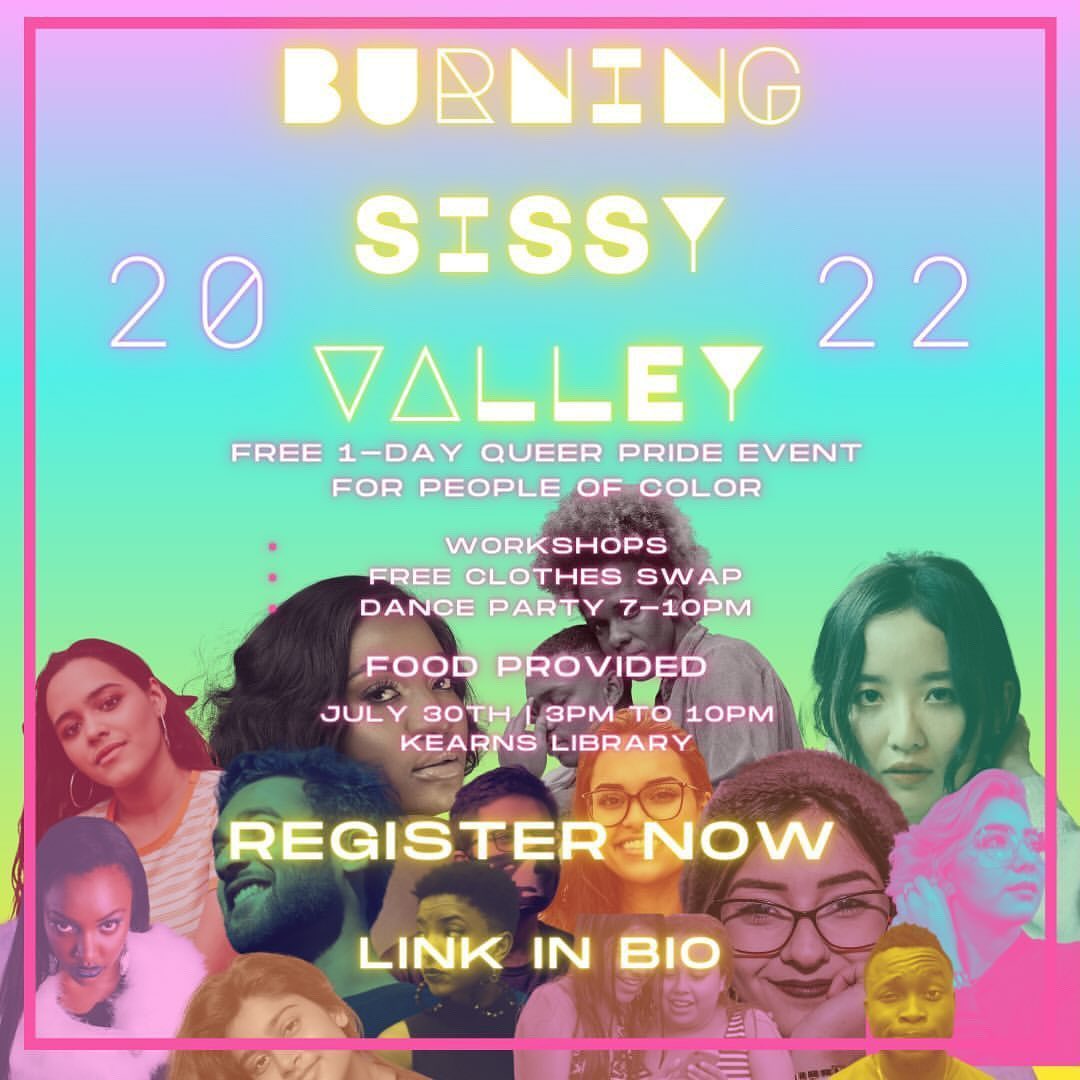 BURNING
SISSY
20 22
VALLEY
FREE 1-DAY QUEER PRIDE EVENT
FOR PEOPLE OF COLOR
WORKSHOPS
FREE CLOTHES SWAP
DANCE PARTY 7-10PM
FOOD PROVIDED
JULY 30TH | 3PM TO 10PM
KEARNS LIBRARY
REGISTER NOW
LINK IN BIO